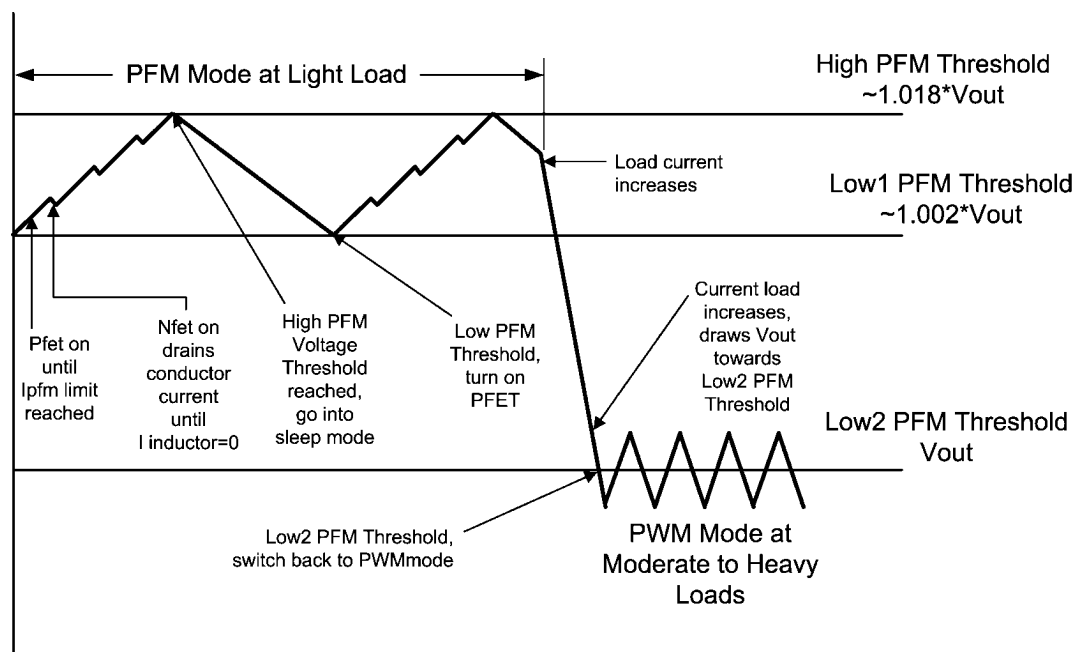 PFM Mode at Light Load
High PFM Threshold
~1.018*Vout
Load current
increases
Low1 PFM Threshold
~1.002*Vout
Pfet on
until
Ipfm limit
reached
Nfet on
drains
conductor
current
until
I inductor=0
High PFM
Voltage
Threshold
reached,
go into
sleep mode
Low PFM
Threshold,
turn on
PFET
Current load
increases,
draws Vout
towards
Low2 PFM
Threshold
Low2 PFM Threshold
Vout
Low2 PFM Threshold,
switch back to PWMmode
PWM Mode at
Moderate to Heavy
Loads